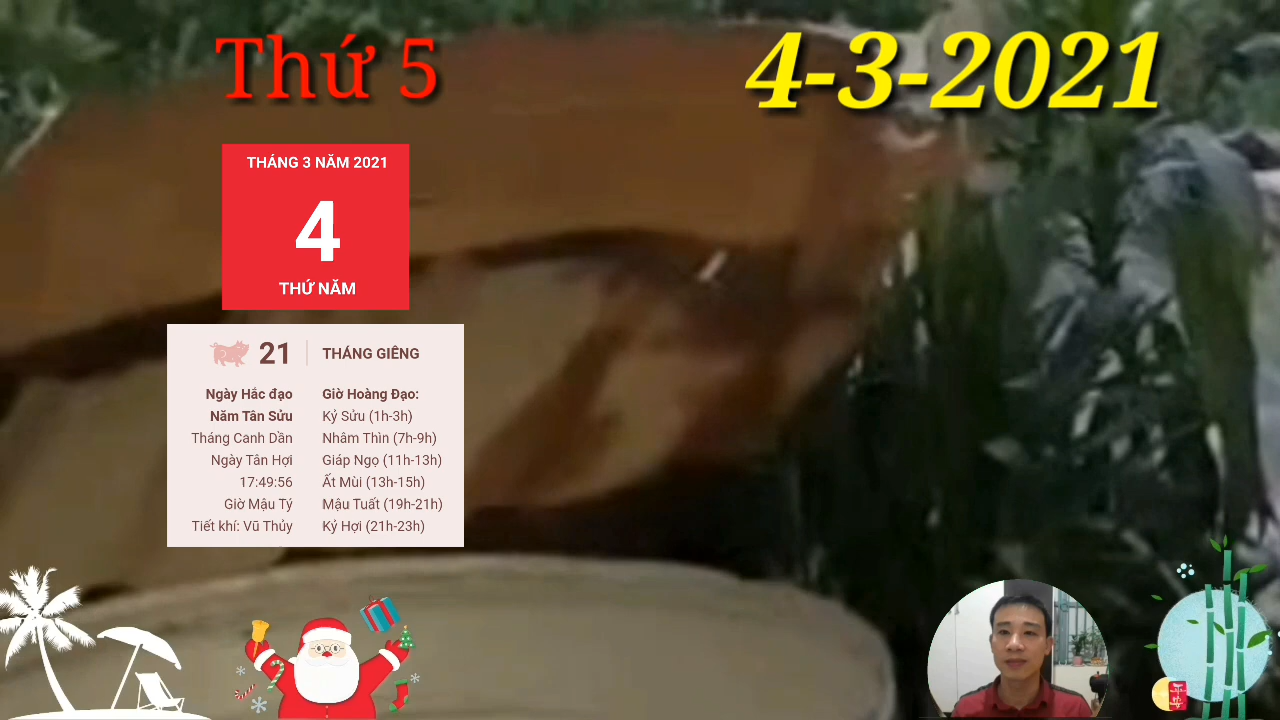 Thứ 5
4-3-2021
THÁNG 3 NĂM 2021
4
THỨ NĂM
21 THÁNG GIÊNG
Ngày Hắc đạo
Năm Tân Sửu
Tháng Canh Dần
Ngày Tân Hợi
17:49:56
Giờ Mậu Tý
Tiết khí: Vũ Thủy
Giờ Hoàng Đạo:
Kỷ Sửu (1h-3h)
Nhâm Thìn (7h-9h)
Giáp Ngọ (11h-13h)
Ất Mùi (13h-15h)
Mậu Tuất (19h-21h)
Kỷ Hợi (21h-23h)